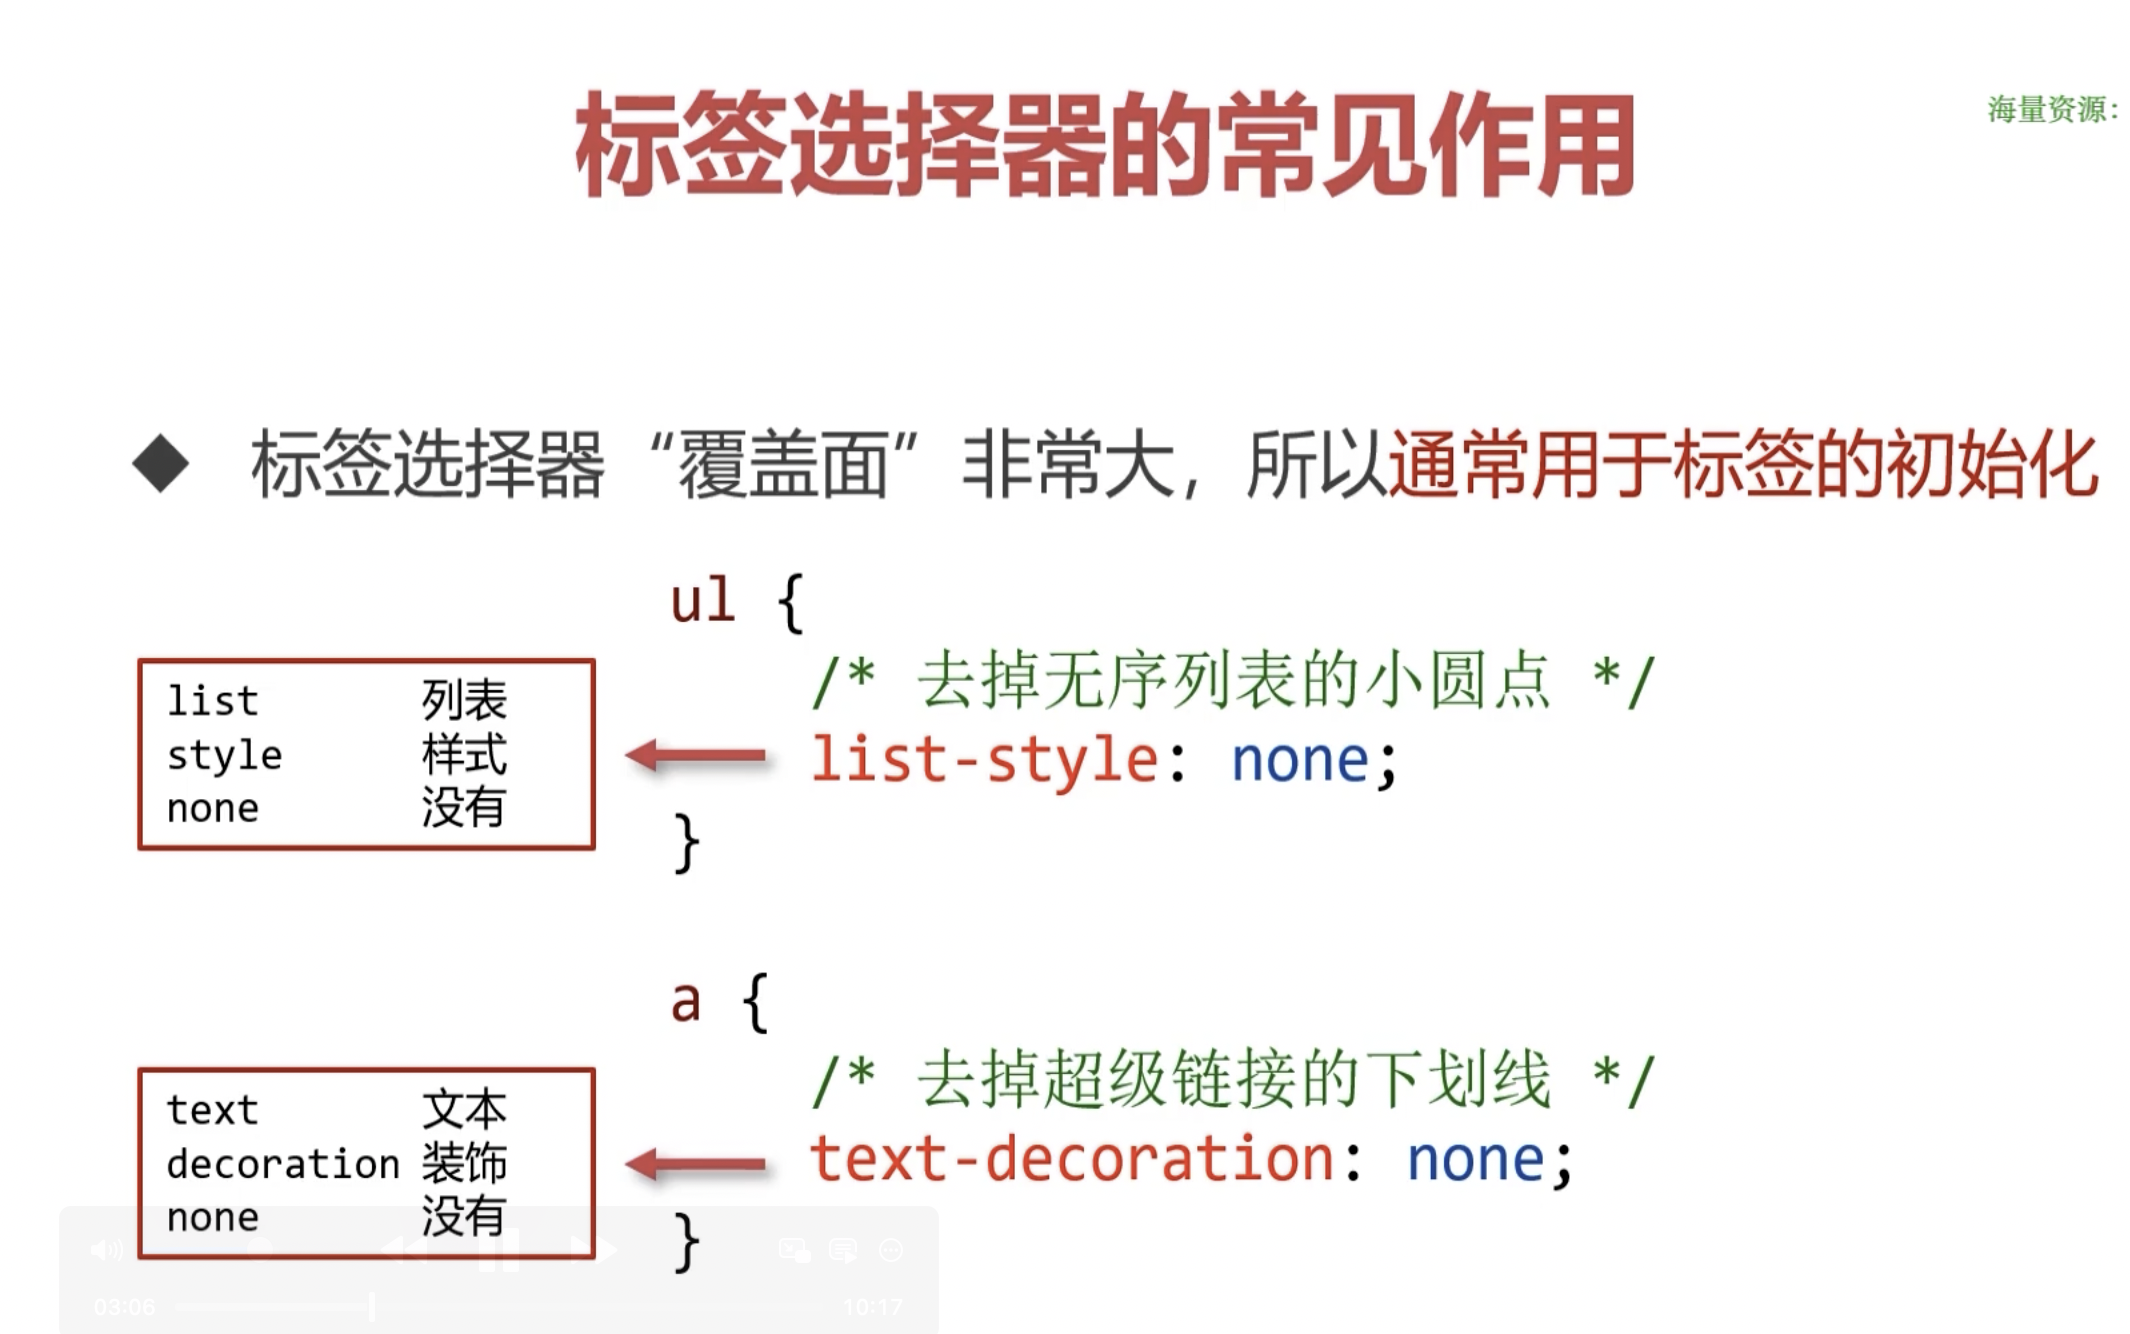 标签选择器的常见作用
海量资源：
◆ 标签选择器“覆盖面”非常大，所以通常用于标签的初始化
ul {
/* 去掉无序列表的小圆点 */
list-style: none;
}
list 列表
style 样式
none 没有
a {
/* 去掉超级链接的下划线 */
text-decoration: none;
}
text 文本
decoration 装饰
none 没有
03:06
10:17